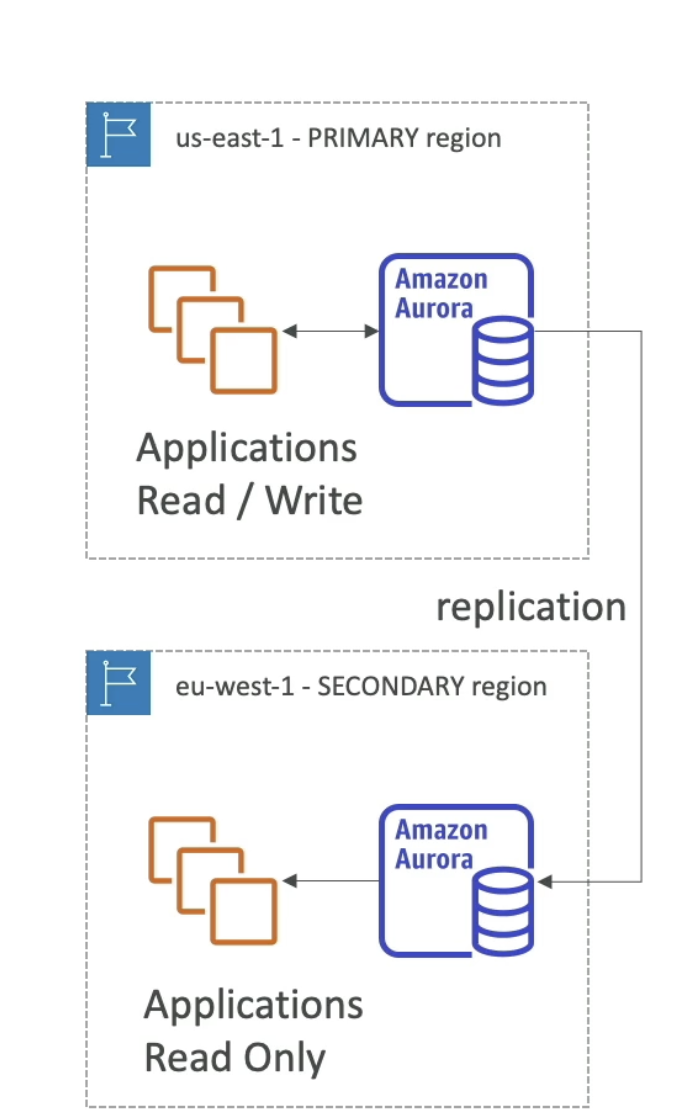 us-east-1 - PRIMARY region
Amazon
Aurora
Applications
Read / Write
replication
eu-west-1 - SECONDARY region
Amazon
Aurora
Applications
Read Only